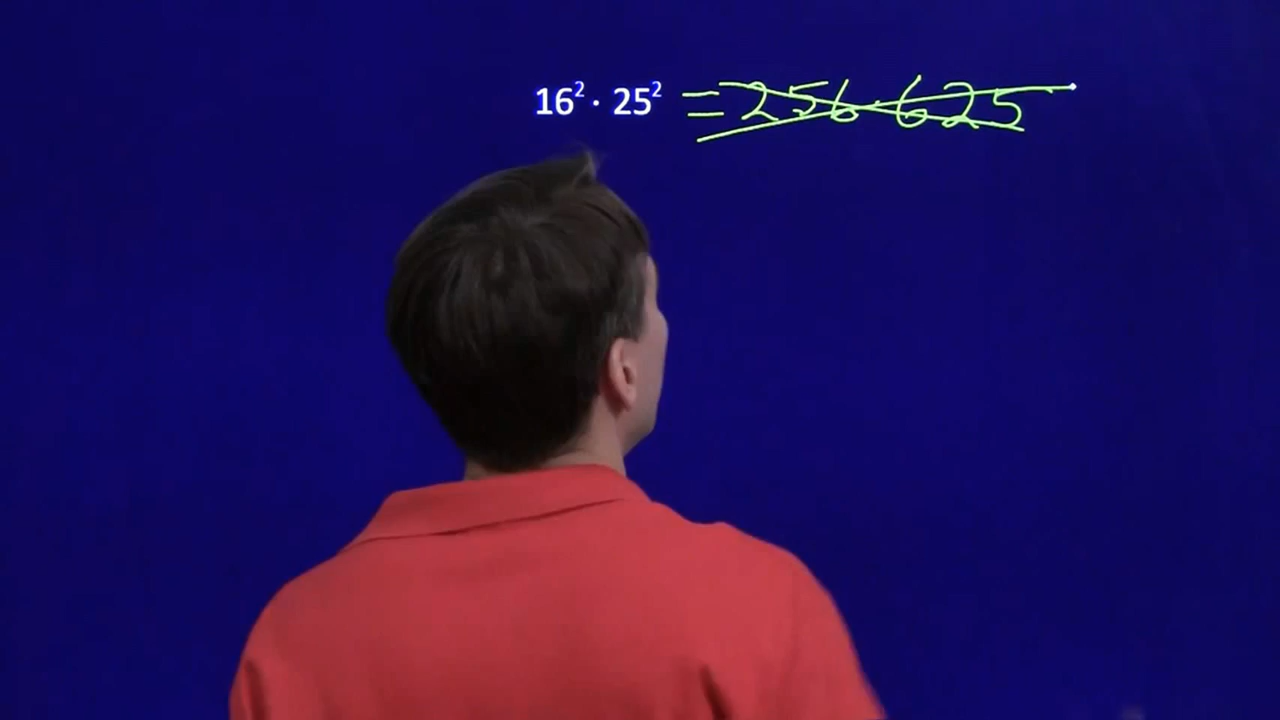 16² · 25² = 256 · 625